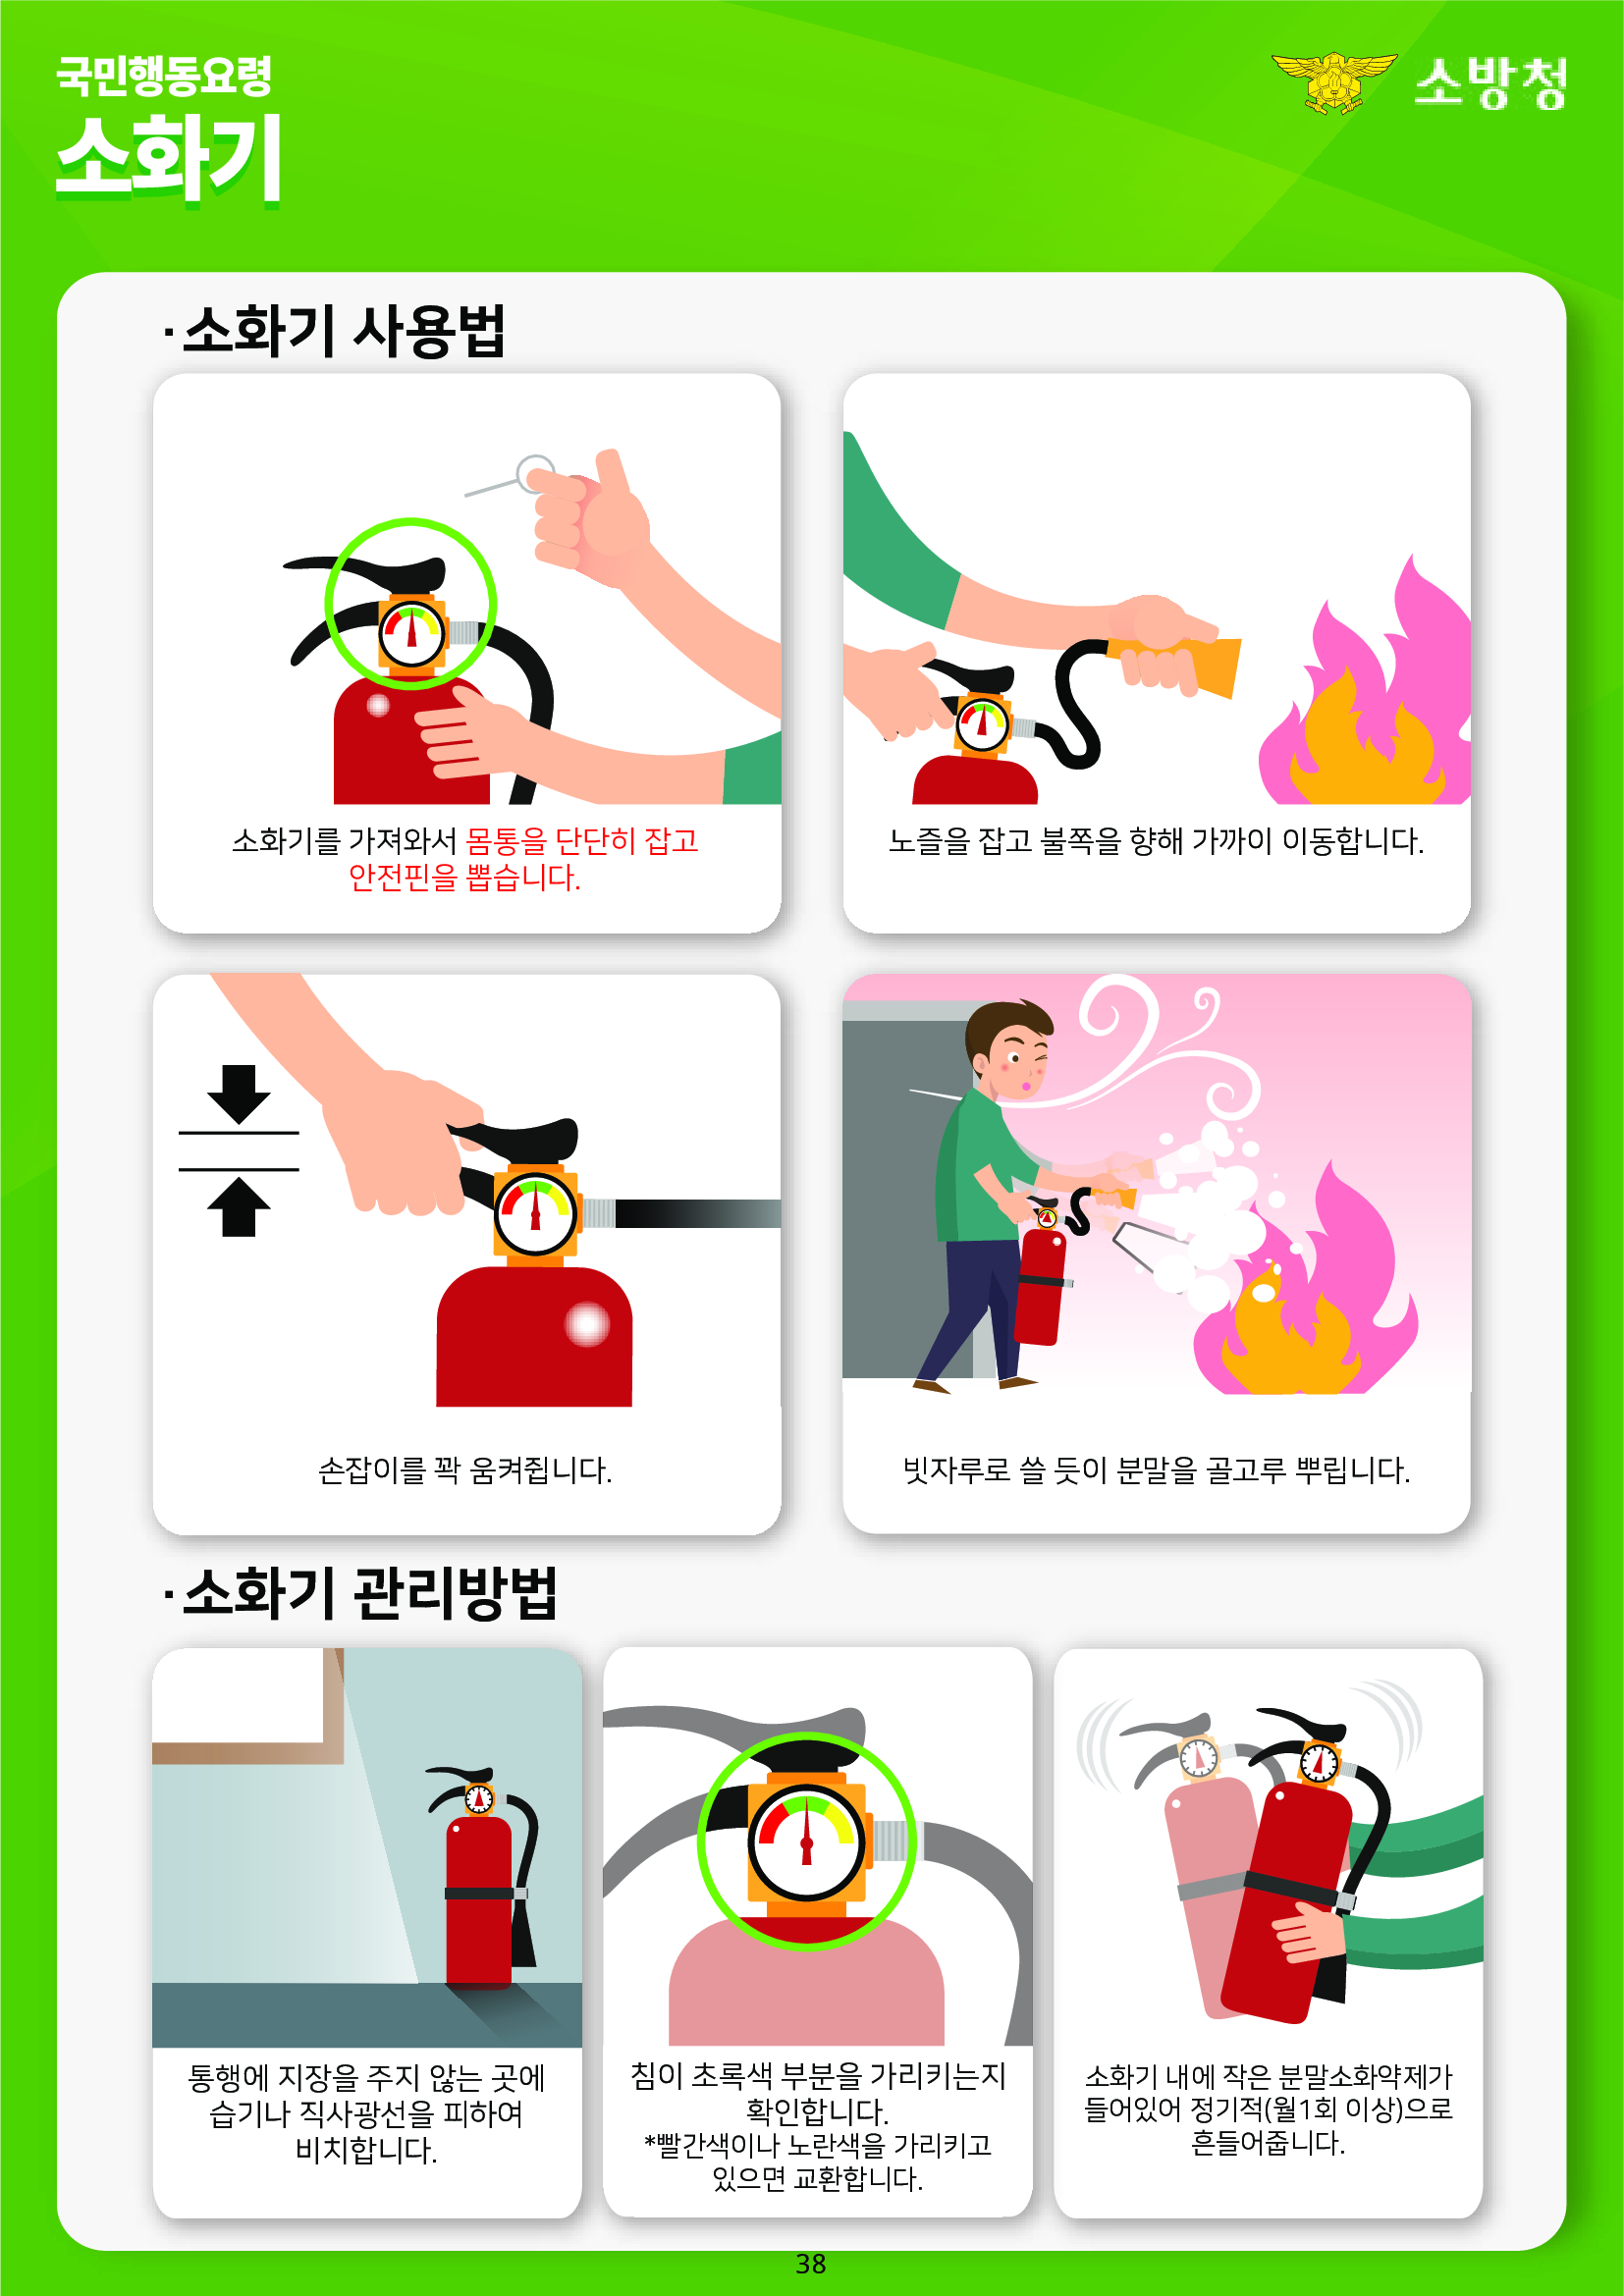 국민행동요령
소화기
소방청
·소화기 사용법
소화기를 가져와서 몸통을 단단히 잡고
안전핀을 뽑습니다.
노즐을 잡고 불쪽을 향해 가까이 이동합니다.
손잡이를 꽉 움켜쥡니다.
빗자루로 쓸 듯이 분말을 골고루 뿌립니다.
·소화기 관리방법
통행에 지장을 주지 않는 곳에
습기나 직사광선을 피하여
비치합니다.
침이 초록색 부분을 가리키는지
확인합니다.
*빨간색이나 노란색을 가리키고
있으면 교환합니다.
소화기 내에 작은 분말소화약제가
들어있어 정기적(월1회 이상)으로
흔들어줍니다.
38